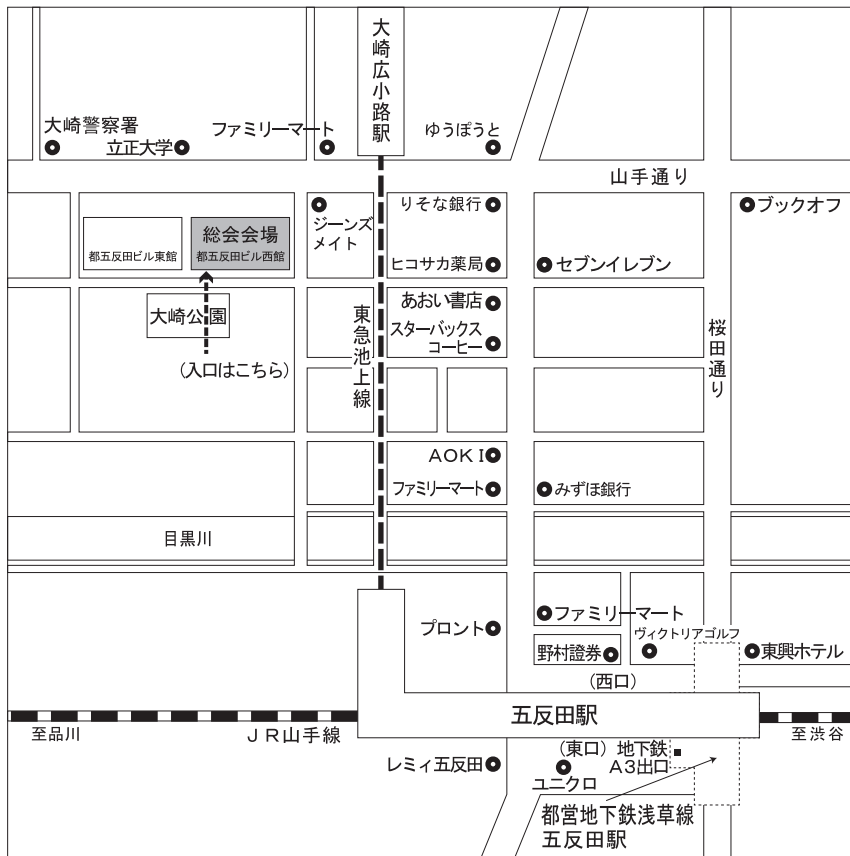 大崎広小路駅
大崎警察署
立正大学
ファミリーマート
ゆうぽうと
山手通り
総会会場
都五反田ビル西館
都五反田ビル東館
ジーンズ
メイト
りそな銀行
ブックオフ
ヒコサカ薬局
セブンイレブン
大崎公園
(入口はこちら)
東急池上線
あおい書店
スターバックス
コーヒー
桜田通り
AOKI
ファミリーマート
みずほ銀行
目黒川
プロント
ファミリーマート
ヴィクトリアゴルフ
野村證券
東興ホテル
(西口)
五反田駅
至品川
JR山手線
至渋谷
(東口)
地下鉄
A3出口
レミィ五反田
ユニクロ
都営地下鉄浅草線
五反田駅